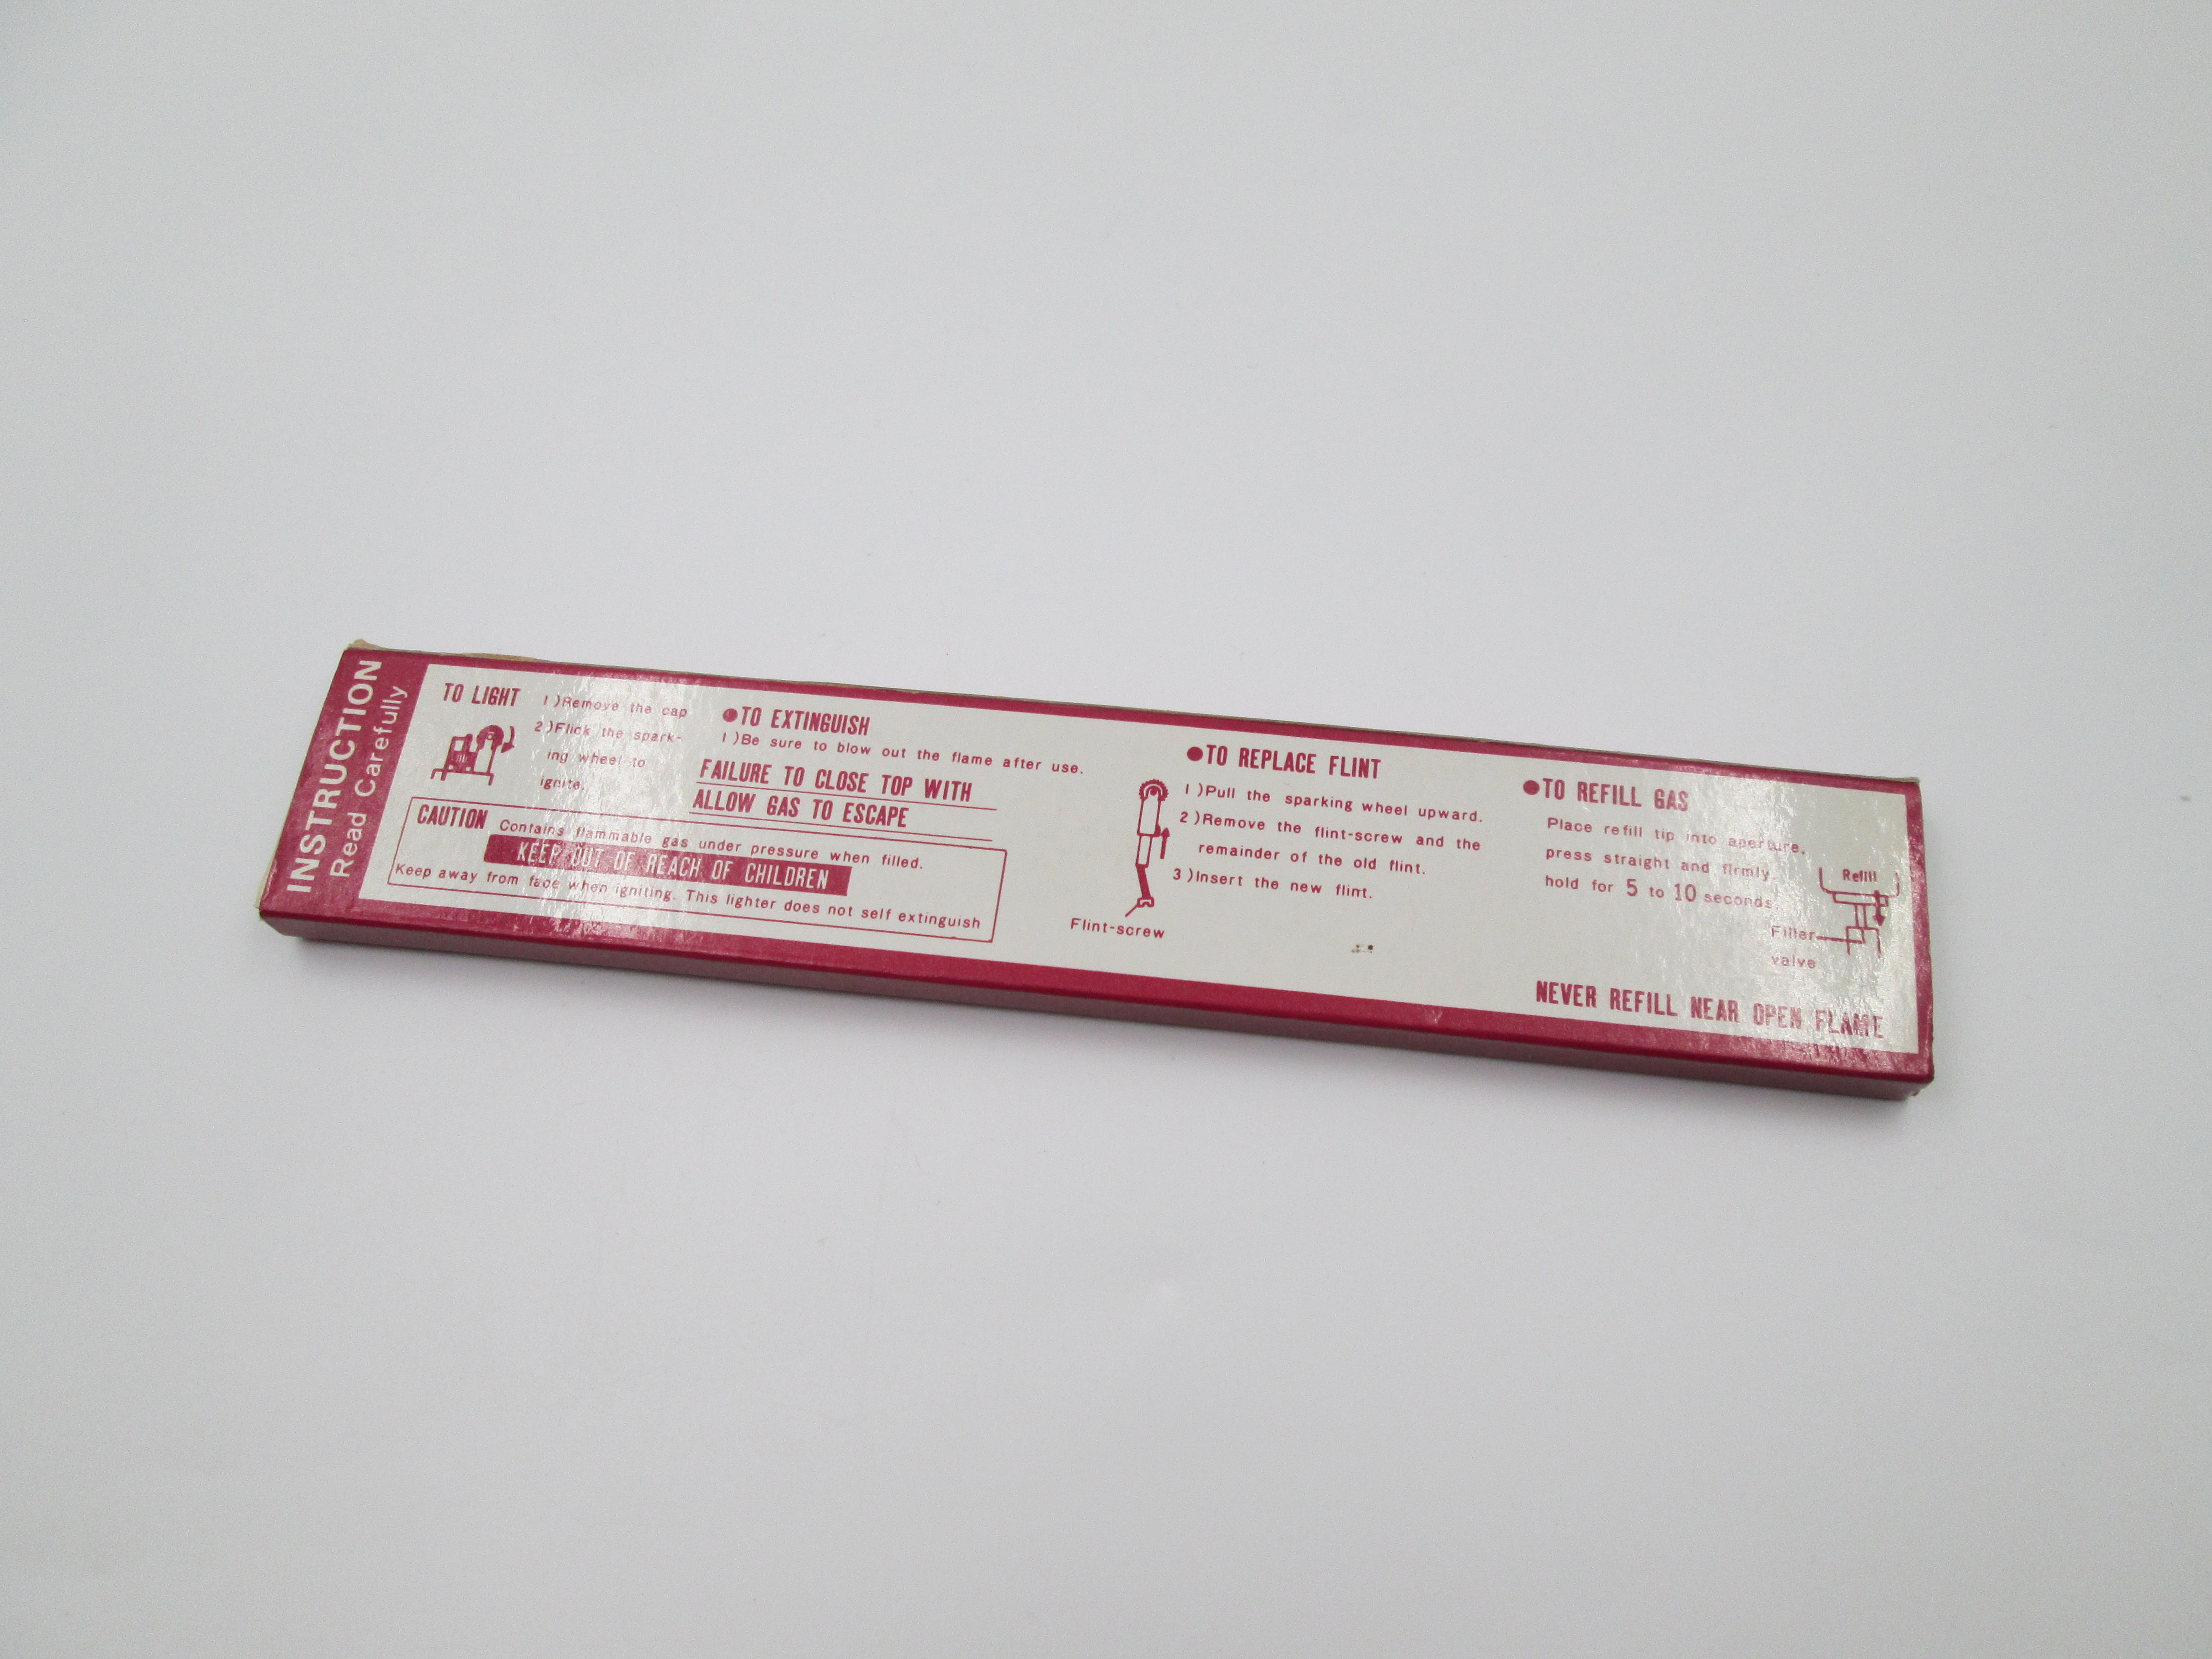 INSTRUCTION
Read Carefully
TO LIGHT
1)Remove the cap
2)Flick the spark-
ing wheel to
ignite.
●TO EXTINGUISH
1)Be sure to blow out the flame after use.
FAILURE TO CLOSE TOP WITH
ALLOW GAS TO ESCAPE
CAUTION Contains flammable gas under pressure when filled.
KEEP OUT OF REACH OF CHILDREN
Keep away from face when igniting. This lighter does not self extinguish
●TO REPLACE FLINT
1)Pull the sparking wheel upward.
2)Remove the flint-screw and the
remainder of the old flint.
3)Insert the new flint.
Flint-screw
●TO REFILL GAS
Place refill tip into aperture,
press straight and firmly
hold for 5 to 10 seconds.
Refill
Filler
valve
NEVER REFILL NEAR OPEN FLAME